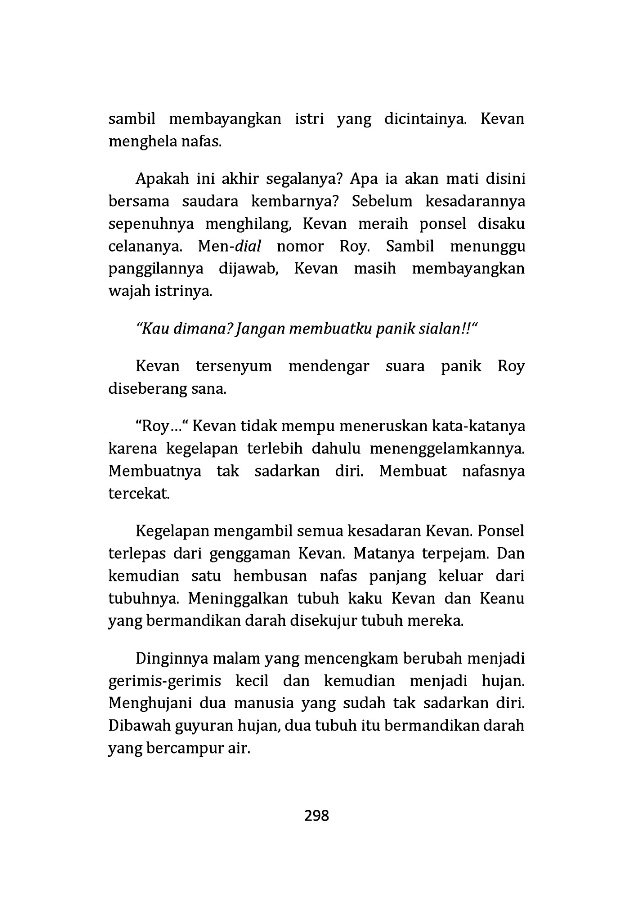 sambil membayangkan istri yang dicintainya. Kevan
menghela nafas.
Apakah ini akhir segalanya? Apa ia akan mati disini
bersama saudara kembarnya? Sebelum kesadarannya
sepenuhnya menghilang, Kevan meraih ponsel disaku
celananya. Men-dial nomor Roy. Sambil menunggu
panggilannya dijawab, Kevan masih membayangkan
wajah istrinya.
“Kau dimana? Jangan membuatku panik sialan!!“
Kevan tersenyum mendengar suara panik Roy
diseberang sana.
“Roy…“ Kevan tidak mempu meneruskan kata-katanya
karena kegelapan terlebih dahulu menenggelamkannya.
Membuatnya tak sadarkan diri. Membuat nafasnya
tercekat.
Kegelapan mengambil semua kesadaran Kevan. Ponsel
terlepas dari genggaman Kevan. Matanya terpejam. Dan
kemudian satu hembusan nafas panjang keluar dari
tubuhnya. Meninggalkan tubuh kaku Kevan dan Keanu
yang bermandikan darah disekujur tubuh mereka.
Dinginnya malam yang mencengkam berubah menjadi
gerimis-gerimis kecil dan kemudian menjadi hujan.
Menghujani dua manusia yang sudah tak sadarkan diri.
Dibawah guyuran hujan, dua tubuh itu bermandikan darah
yang bercampur air.
298